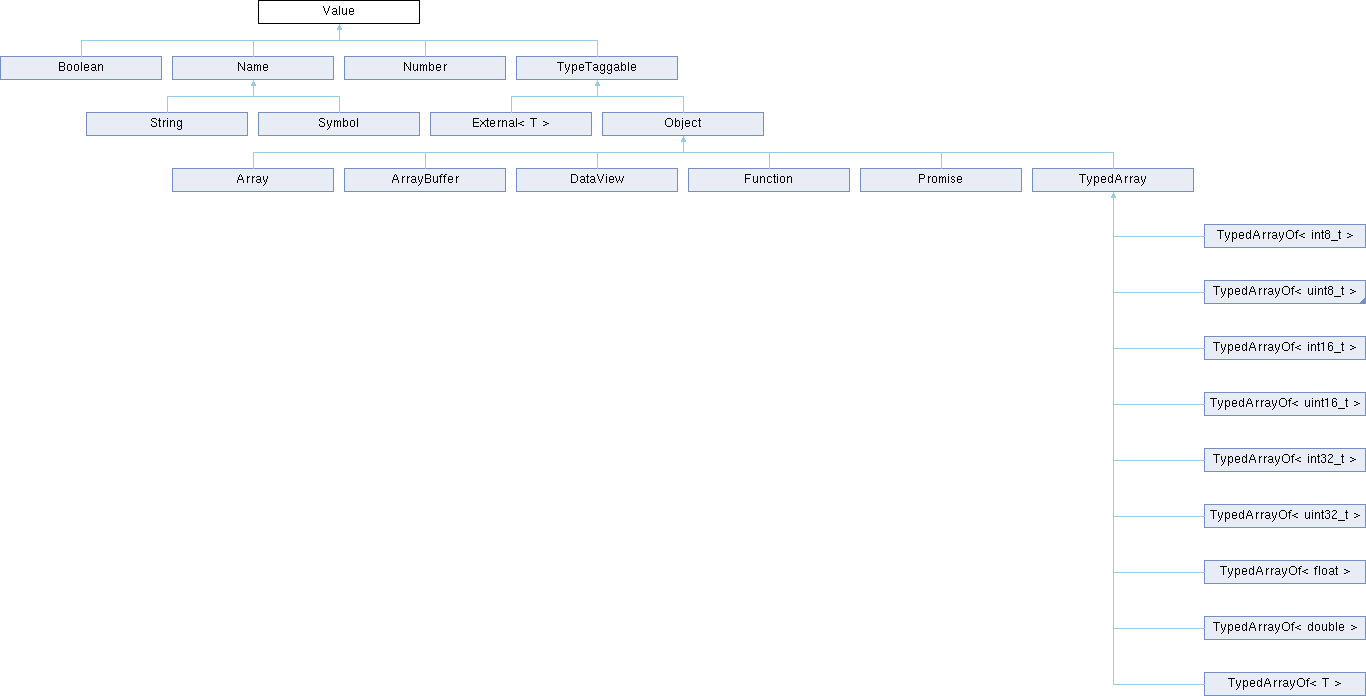 Value
Boolean
Name
Number
TypeTaggable
String
Symbol
External< T >
Object
Array
ArrayBuffer
DataView
Function
Promise
TypedArray
TypedArrayOf< int8_t >
TypedArrayOf< uint8_t >
TypedArrayOf< int16_t >
TypedArrayOf< uint16_t >
TypedArrayOf< int32_t >
TypedArrayOf< uint32_t >
TypedArrayOf< float >
TypedArrayOf< double >
TypedArrayOf< T >